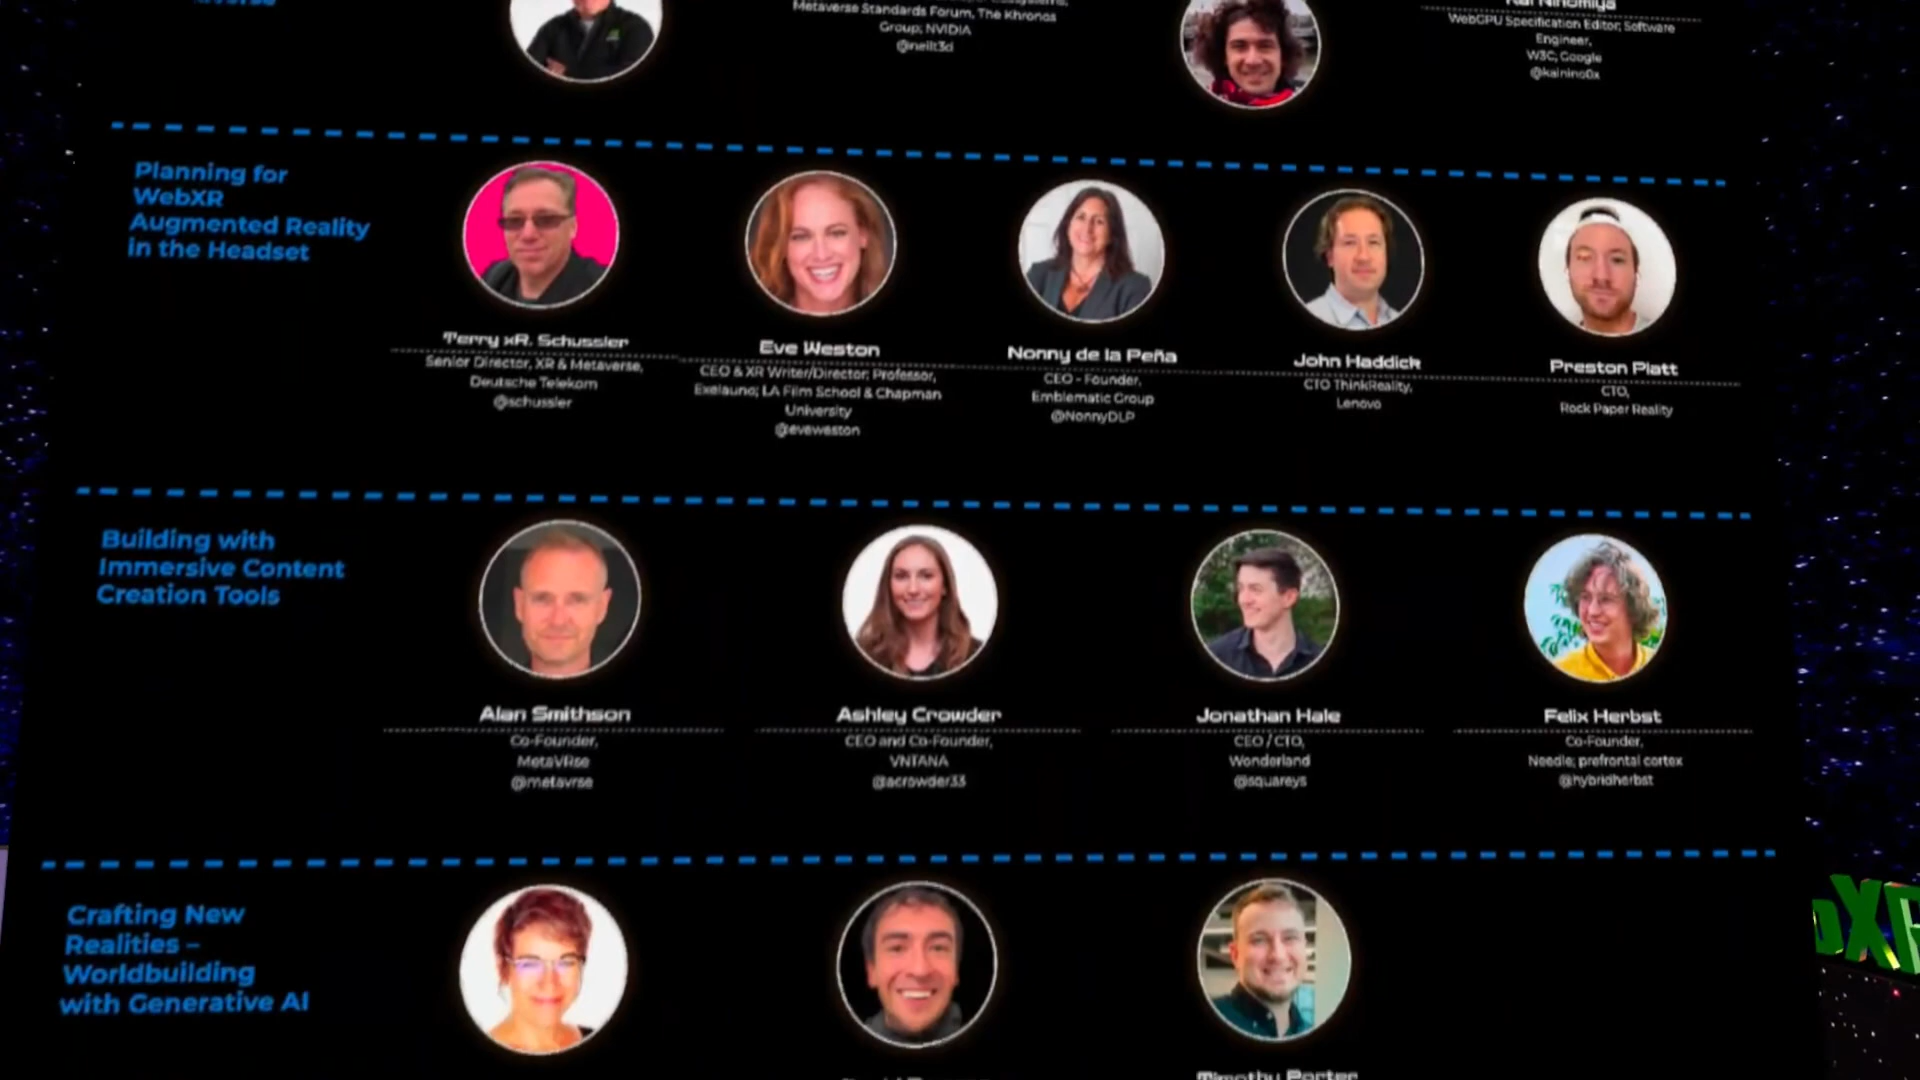 Metaverse Standards Forum, The Khronos
Group; NVIDIA
@neilt3d
Kai Ninomiya
WebGPU Specification Editor; Software
Engineer,
W3C; Google
@kainino0x
Planning for
WebXR
Augmented Reality
in the Headset
Terry xR. Schussler
Senior Director, XR & Metaverse,
Deutsche Telekom
@schussler
Eve Weston
CEO & XR Writer/Director; Professor,
Exelauno; LA Film School & Chapman
University
@eveweston
Nonny de la Peña
CEO - Founder,
Emblematic Group
@NonnyDLP
John Haddick
CTO ThinkReality,
Lenovo
Preston Platt
CTO,
Rock Paper Reality
Building with
Immersive Content
Creation Tools
Alan Smithson
Co-Founder,
MetaVRse
@metavrse
Ashley Crowder
CEO and Co-Founder,
VNTANA
@acrowder33
Jonathan Hale
CEO / CTO,
Wonderland
@squareys
Felix Herbst
Co-Founder,
Needle; prefrontal cortex
@hybridherbst
Crafting New
Realities –
Worldbuilding
with Generative AI
Timothy Porter